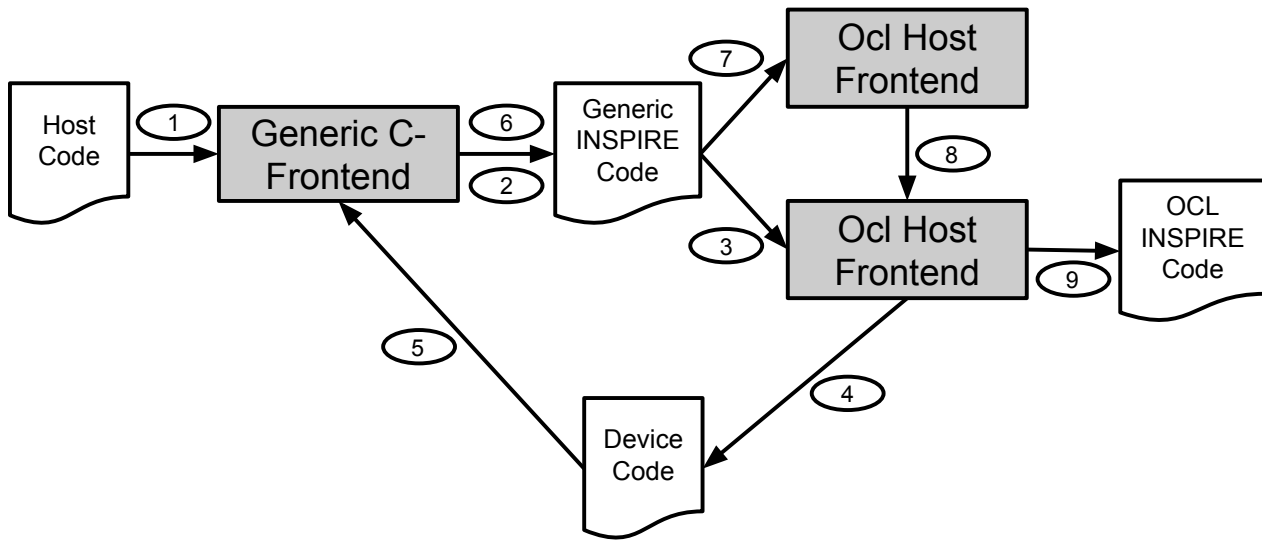 Host
Code
1
Generic C-
Frontend
6
2
Generic
INSPIRE
Code
7
3
Ocl Host
Frontend
8
Ocl Host
Frontend
9
OCL
INSPIRE
Code
5
4
Device
Code